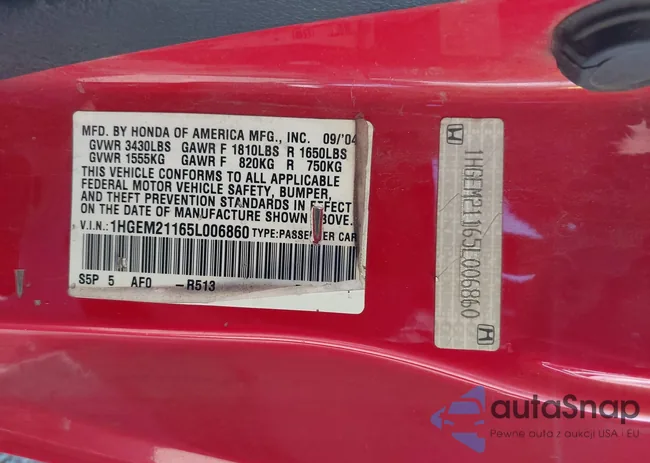 MFD. BY HONDA OF AMERICA MFG., INC. 09/'04
GVWR 3430LBS GAWR F 1810LBS R 1650LBS
GVWR 1555KG GAWR F 820KG R 750KG
THIS VEHICLE CONFORMS TO ALL APPLICABLE
FEDERAL MOTOR VEHICLE SAFETY, BUMPER,
AND THEFT PREVENTION STANDARDS IN EFFECT
ON THE DATE OF MANUFACTURE SHOWN ABOVE.
V.I.N.: 1HGEM21165L006860 TYPE: PASSENGER CAR
S5P 5 AF0 -R513
1HGEM21165L006860
autaSnap
Pewne auta z aukcji USA i EU